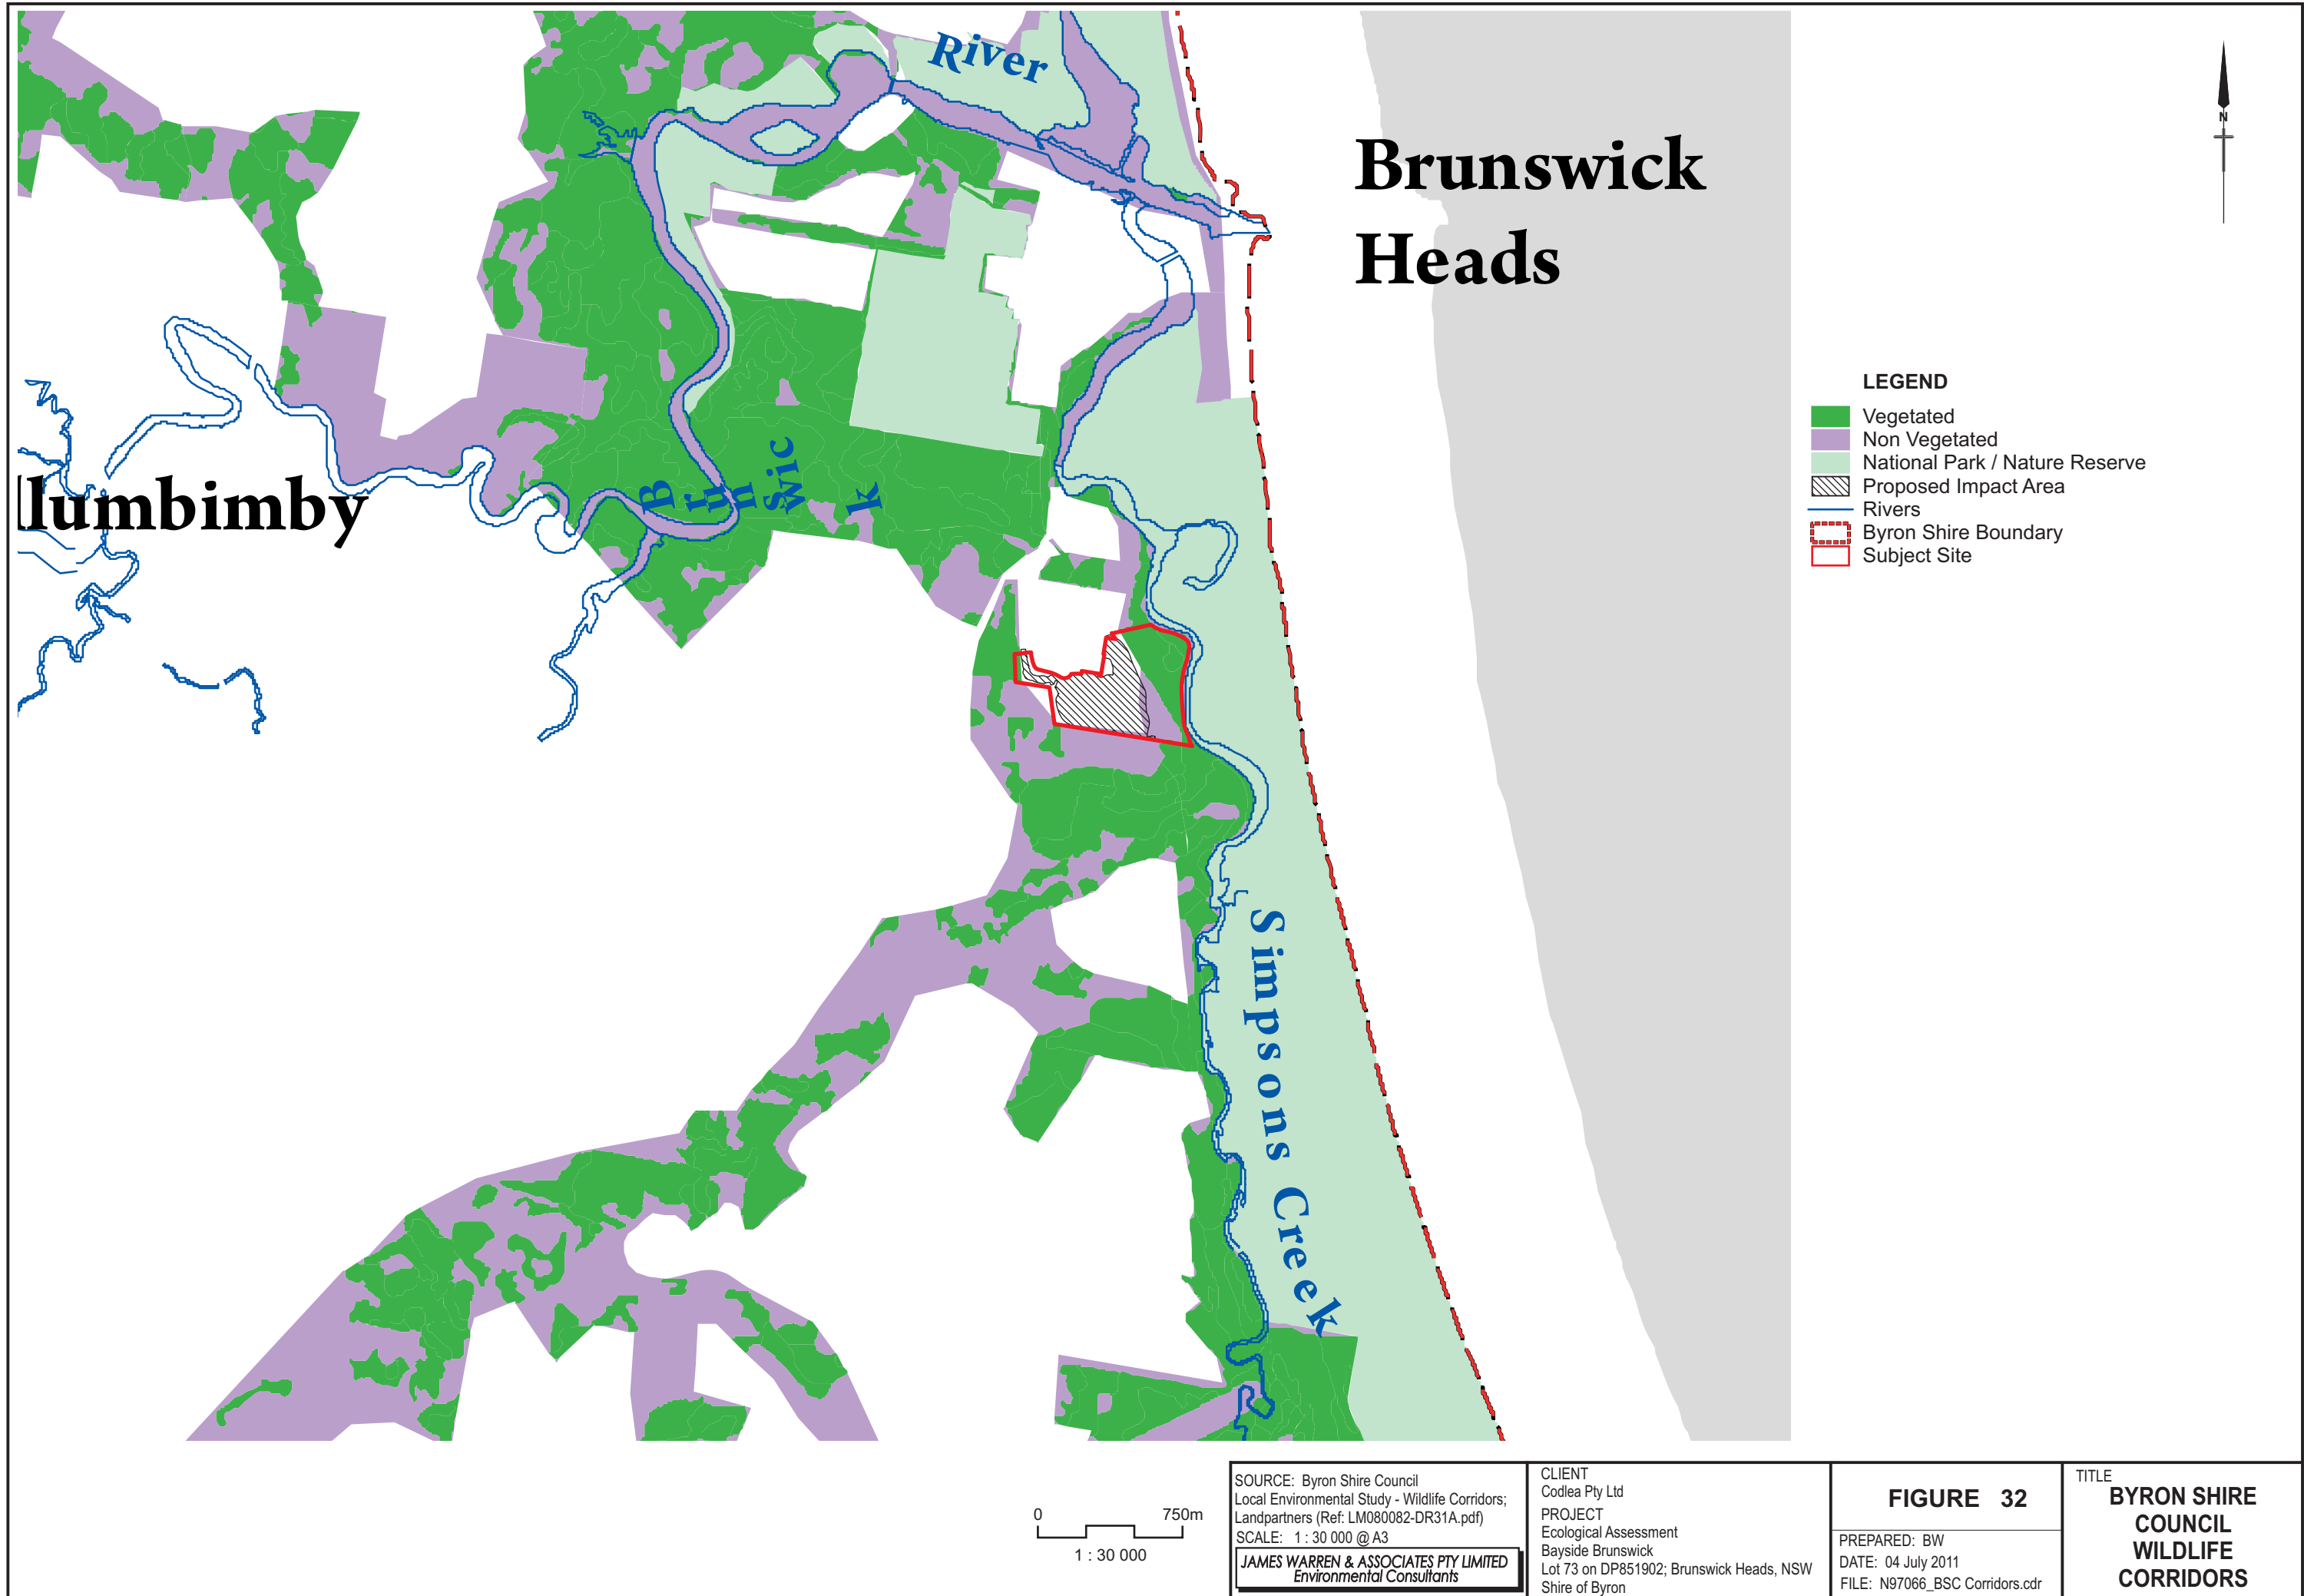 River
N
Brunswick
Heads
LEGEND
Vegetated
Non Vegetated
National Park / Nature Reserve
Proposed Impact Area
Rivers
Byron Shire Boundary
Subject Site
Brunswick
llumbimby
Simpsons Creek
0 750m
1 : 30 000
SOURCE: Byron Shire Council
Local Environmental Study - Wildlife Corridors;
Landpartners (Ref: LM080082-DR31A.pdf)
SCALE: 1 : 30 000 @ A3
JAMES WARREN & ASSOCIATES PTY LIMITED
Environmental Consultants
CLIENT
Codlea Pty Ltd
PROJECT
Ecological Assessment
Bayside Brunswick
Lot 73 on DP851902; Brunswick Heads, NSW
Shire of Byron
FIGURE 32
PREPARED: BW
DATE: 04 July 2011
FILE: N97066_BSC Corridors.cdr
TITLE
BYRON SHIRE
COUNCIL
WILDLIFE
CORRIDORS